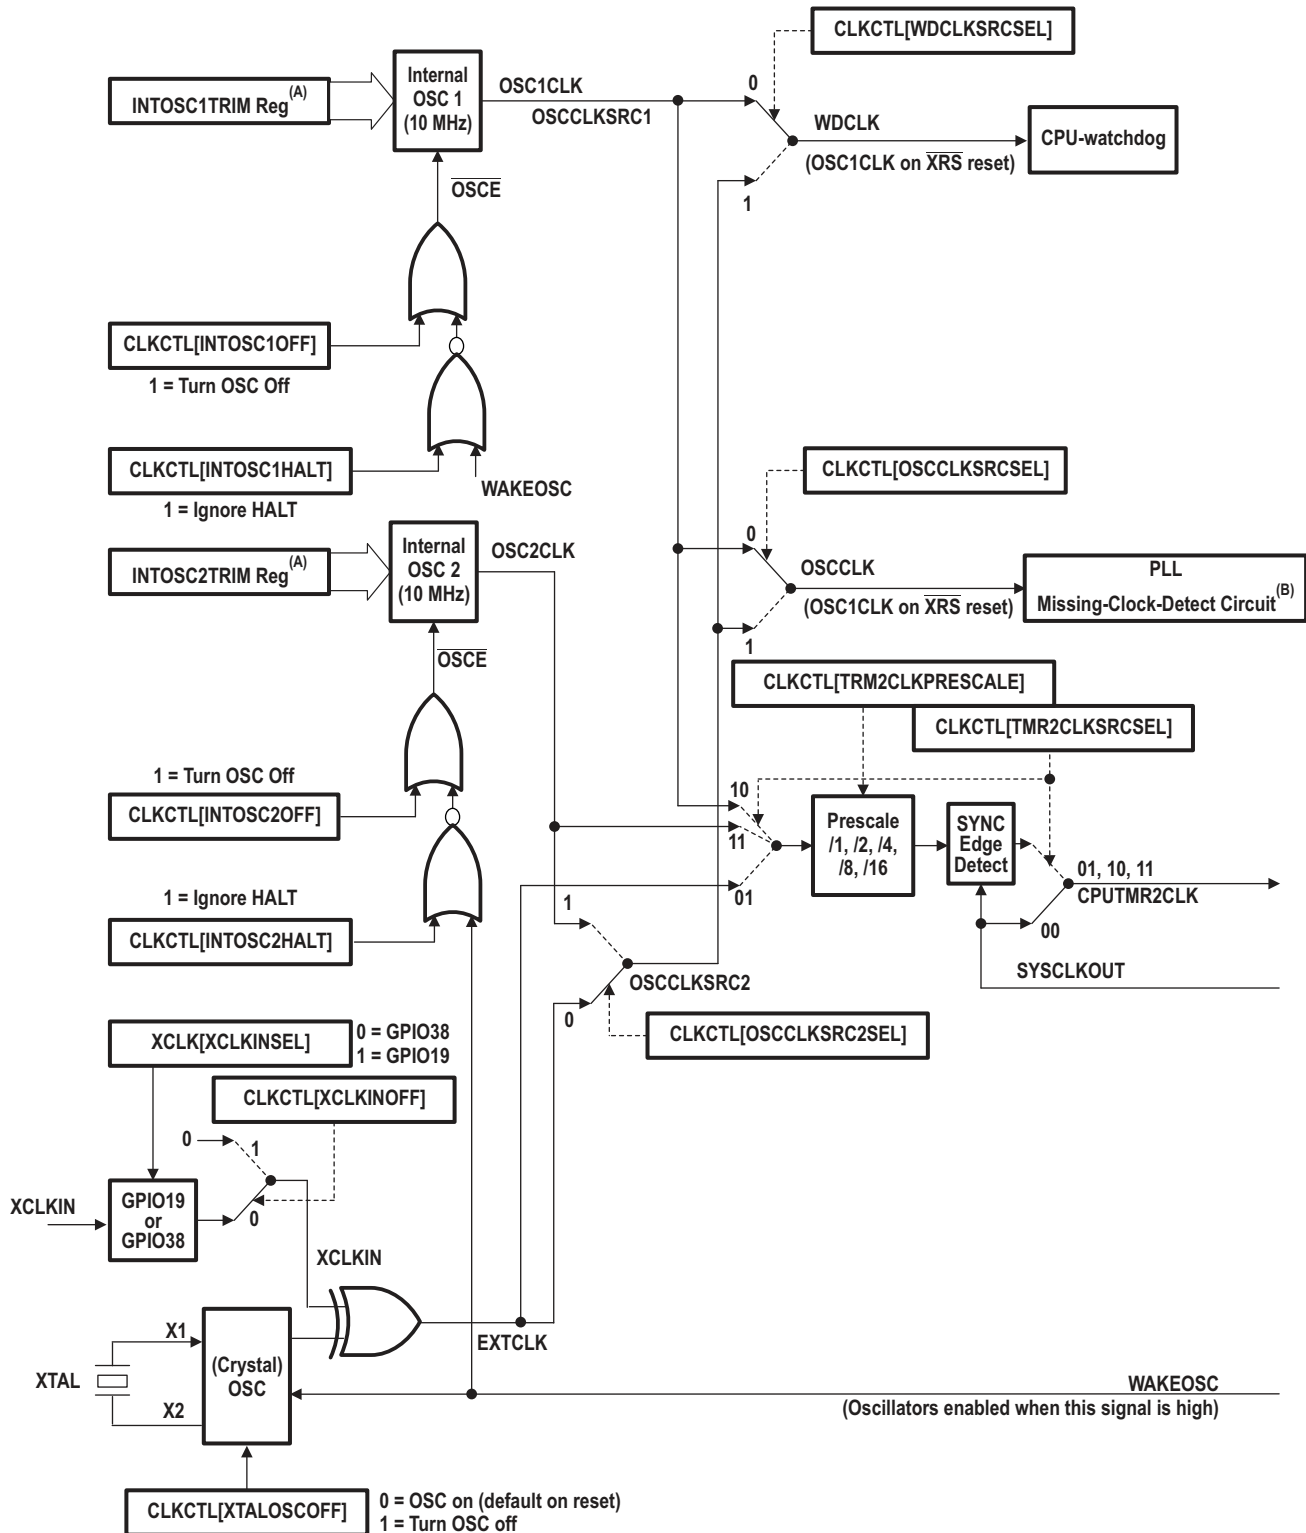 CLKCTL[WDCLKSRCSEL]
INTOSC1TRIM Reg(A)
Internal
OSC 1
(10 MHz)
OSC1CLK
OSCCLKSRC1
0
WDCLK
(OSC1CLK on XRS reset)
CPU-watchdog
1
OSCE
CLKCTL[INTOSC1OFF]
1 = Turn OSC Off
CLKCTL[INTOSC1HALT]
1 = Ignore HALT
WAKEOSC
CLKCTL[OSCCLKSRCSEL]
INTOSC2TRIM Reg(A)
Internal
OSC 2
(10 MHz)
OSC2CLK
0
OSCCLK
(OSC1CLK on XRS reset)
PLL
Missing-Clock-Detect Circuit(B)
1
OSCE
CLKCTL[TRM2CLKPRESCALE]
CLKCTL[TMR2CLKSRCSEL]
1 = Turn OSC Off
CLKCTL[INTOSC2OFF]
10
11
01
Prescale
/1, /2, /4,
/8, /16
SYNC
Edge
Detect
01, 10, 11
CPUTMR2CLK
00
SYSCLKOUT
1 = Ignore HALT
CLKCTL[INTOSC2HALT]
1
OSCCLKSRC2
0
CLKCTL[OSCCLKSRC2SEL]
XCLK[XCLKINSEL]
0 = GPIO38
1 = GPIO19
CLKCTL[XCLKINOFF]
0
1
XCLKIN
GPIO19
or
GPIO38
0
XCLKIN
X1
XTAL
X2
(Crystal)
OSC
EXTCLK
WAKEOSC
(Oscillators enabled when this signal is high)
CLKCTL[XTALOSCOFF]
0 = OSC on (default on reset)
1 = Turn OSC off